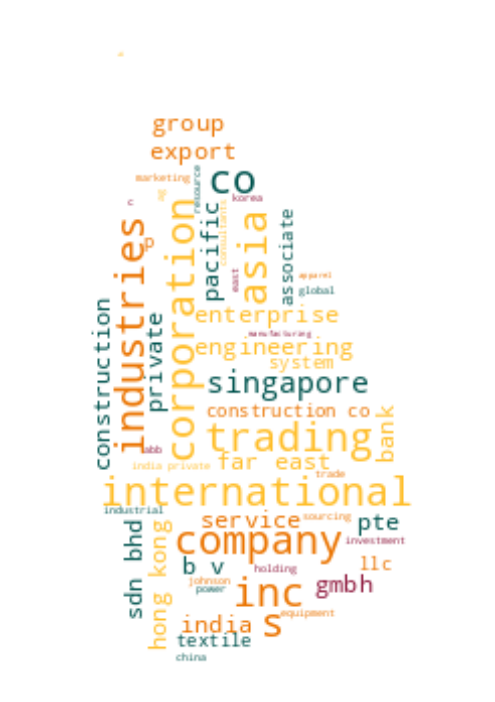 group
export
marketing
resource
co
c
ag
korea
industries
p
corporation
pacific
consultants
asia
associate
east
apparel
global
construction
private
enterprise
manufacturing
engineering
system
singapore
construction co
trading
bank
abb
india private
far east
trade
international
industrial
sdn bhd
hong kong
service
sourcing
pte
company
investment
b v
holding
llc
johnson
power
inc
gmbh
india
s
equipment
textile
china